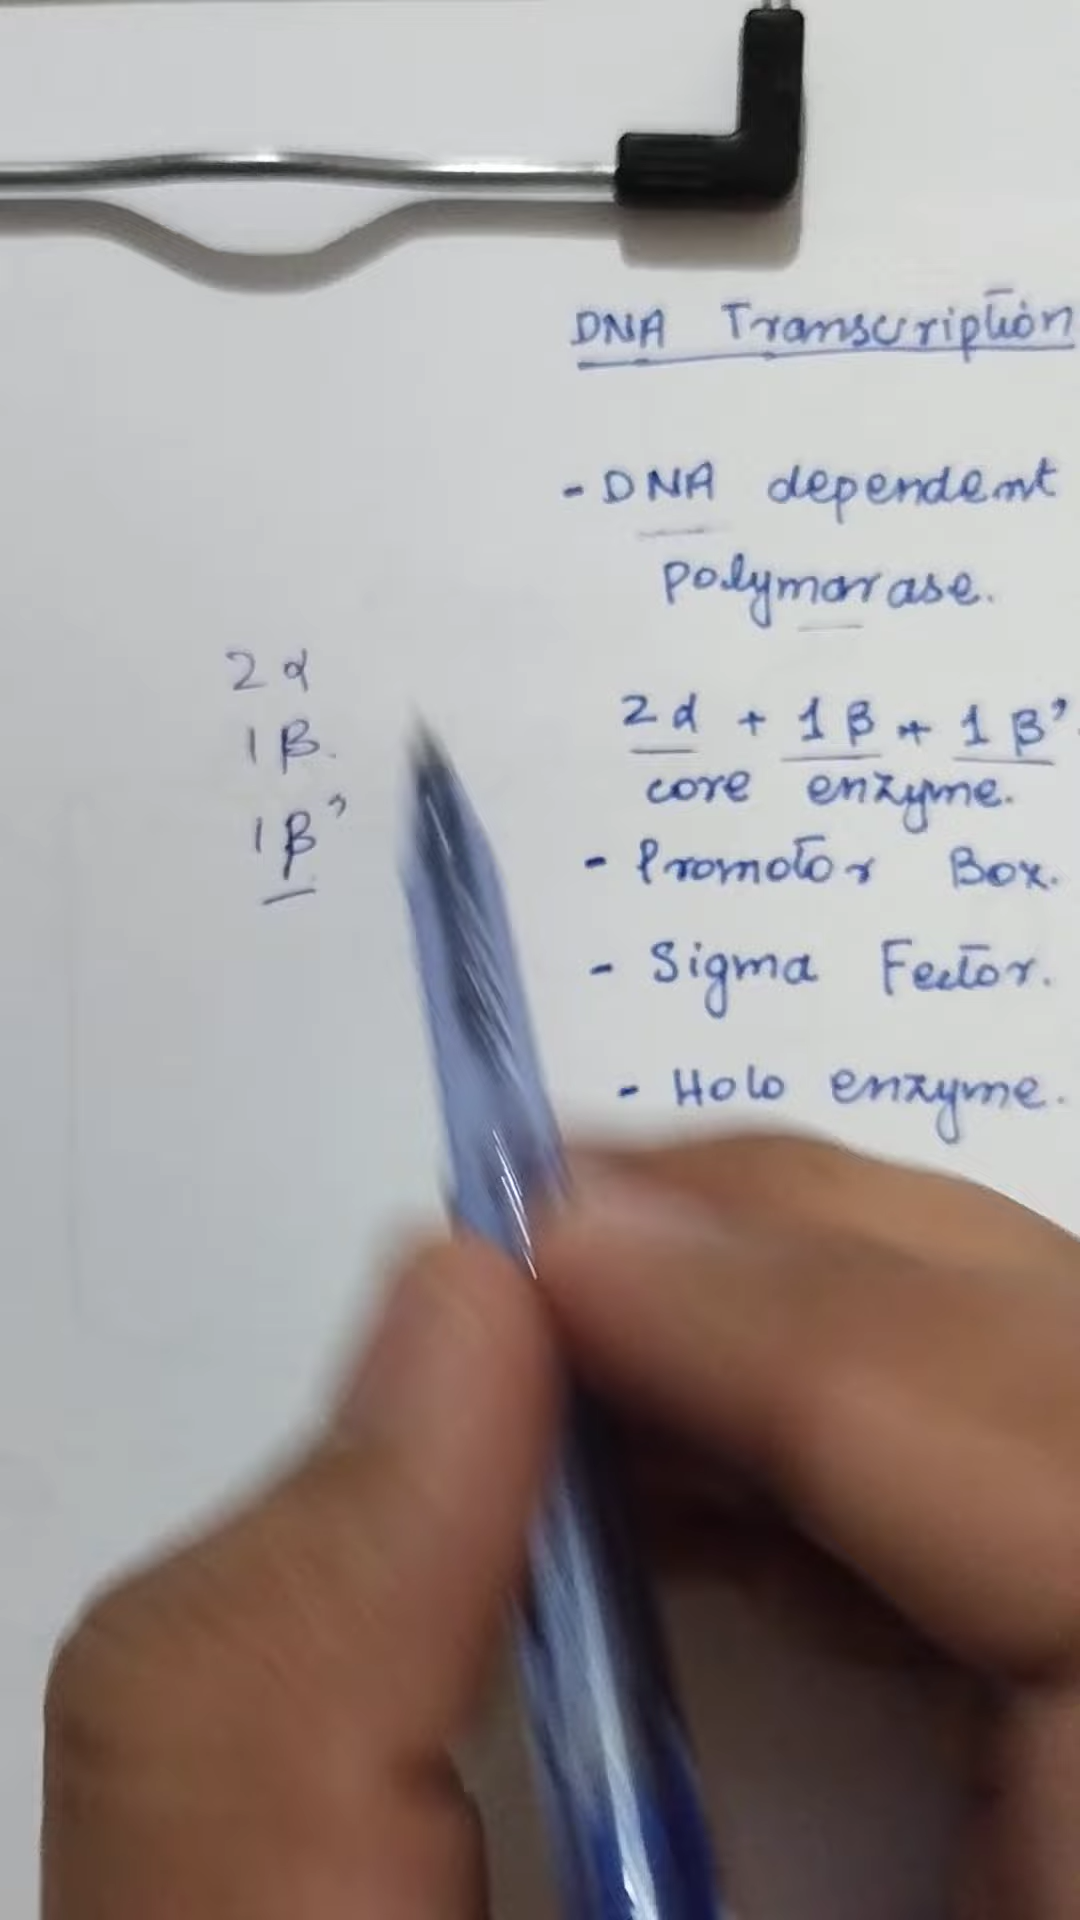 DNA Transcription
- DNA dependent
polymarase.
2α + 1β + 1β'
core enzyme.
- Promotor Box.
- Sigma Fector.
- Holo enzyme.
2α
1β.
1β'